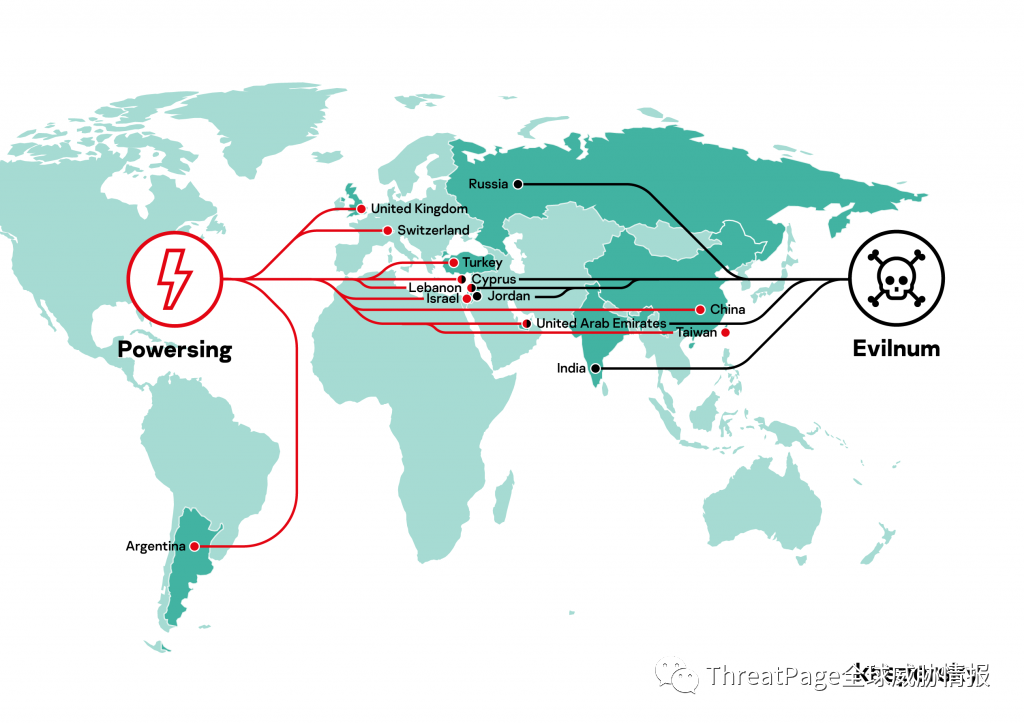 Russia
United Kingdom
Switzerland
Turkey
Cyprus
Lebanon
Israel
Jordan
China
United Arab Emirates
Taiwan
Powersing
Evilnum
India
Argentina
kaspersky
ThreatPage全球威胁情报